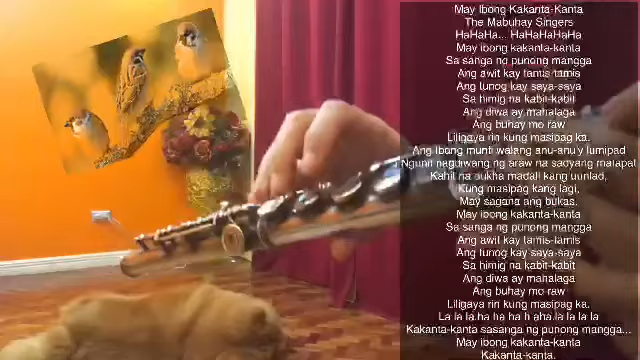 May Ibong Kakanta-Kanta
The Mabuhay Singers
HaHaHa... HaHaHaHaHa
May ibong kakanta-kanta
Sa sanga ng punong mangga
Ang awit kay tamis-tamis
Ang tunog kay saya-saya
Sa himig na kabit-kabit
Ang diwa ay mahalaga
Ang buhay mo raw
Liligaya rin kung masipag ka.
Ang Ibong munti walang anu-ano'y lumipad
Ngunit nagdiwang ng araw na sadyang matapat
Kahit na dukha madali kang uunlad,
Kung masipag kang lagi,
May sagana ang bukas.
May ibong kakanta-kanta
Sa sanga ng punong mangga
Ang awit kay tamis-tamis
Ang tunog kay saya-saya
Sa himig na kabit-kabit
Ang diwa ay mahalaga
Ang buhay mo raw
Liligaya rin kung masipag ka.
La la la,ha ha ha h aha,la la la la
Kakanta-kanta sasanga ng punong mangga...
May ibong kakanta-kanta
Kakanta-kanta.